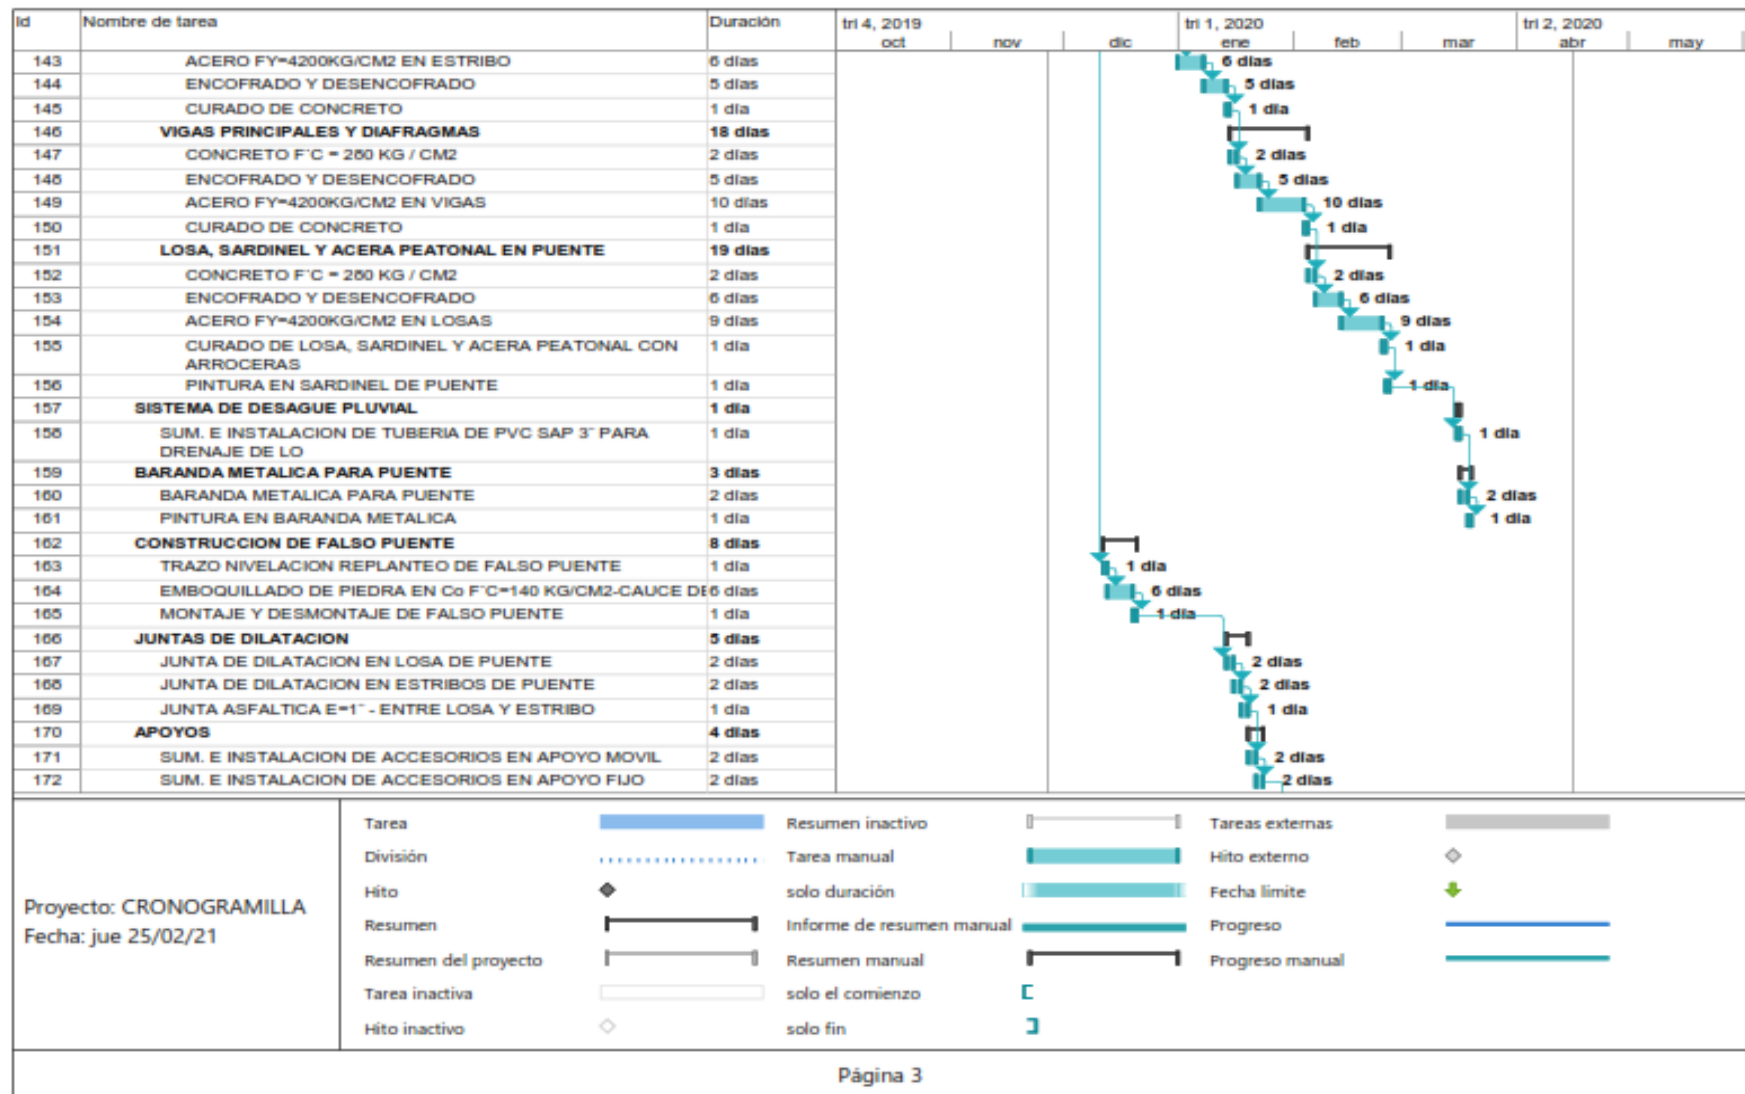 Id Nombre de tarea Duración tri 4, 2019 tri 1, 2020 tri 2, 2020
oct nov dic ene feb mar abr may
143 ACERO FY=4200KG/CM2 EN ESTRIBO 6 días 6 días
144 ENCOFRADO Y DESENCOFRADO 5 días 5 días
145 CURADO DE CONCRETO 1 día 1 día
146 VIGAS PRINCIPALES Y DIAFRAGMAS 18 días
147 CONCRETO F´C = 280 KG / CM2 2 días 2 días
148 ENCOFRADO Y DESENCOFRADO 5 días 5 días
149 ACERO FY=4200KG/CM2 EN VIGAS 10 días 10 días
150 CURADO DE CONCRETO 1 día 1 día
151 LOSA, SARDINEL Y ACERA PEATONAL EN PUENTE 19 días
152 CONCRETO F´C = 280 KG / CM2 2 días 2 días
153 ENCOFRADO Y DESENCOFRADO 6 días 6 días
154 ACERO FY=4200KG/CM2 EN LOSAS 9 días 9 días
155 CURADO DE LOSA, SARDINEL Y ACERA PEATONAL CON 1 día 1 día
ARROCERAS
156 PINTURA EN SARDINEL DE PUENTE 1 día 1 día
157 SISTEMA DE DESAGUE PLUVIAL 1 día
158 SUM. E INSTALACION DE TUBERIA DE PVC SAP 3¨ PARA 1 día 1 día
DRENAJE DE LO
159 BARANDA METALICA PARA PUENTE 3 días
160 BARANDA METALICA PARA PUENTE 2 días 2 días
161 PINTURA EN BARANDA METALICA 1 día 1 día
162 CONSTRUCCION DE FALSO PUENTE 8 días
163 TRAZO NIVELACION REPLANTEO DE FALSO PUENTE 1 día 1 día
164 EMBOQUILLADO DE PIEDRA EN Co F´C=140 KG/CM2-CAUCE DE 6 días 6 días
165 MONTAJE Y DESMONTAJE DE FALSO PUENTE 1 día 1 día
166 JUNTAS DE DILATACION 5 días
167 JUNTA DE DILATACION EN LOSA DE PUENTE 2 días 2 días
168 JUNTA DE DILATACION EN ESTRIBOS DE PUENTE 2 días 2 días
169 JUNTA ASFALTICA E=1¨ - ENTRE LOSA Y ESTRIBO 1 día 1 día
170 APOYOS 4 días
171 SUM. E INSTALACION DE ACCESORIOS EN APOYO MOVIL 2 días 2 días
172 SUM. E INSTALACION DE ACCESORIOS EN APOYO FIJO 2 días 2 días
Proyecto: CRONOGRAMILLA
Fecha: jue 25/02/21
Tarea Resumen inactivo Tareas externas
División Tarea manual Hito externo
Hito solo duración Fecha límite
Resumen Informe de resumen manual Progreso
Resumen del proyecto Resumen manual Progreso manual
Tarea inactiva solo el comienzo
Hito inactivo solo fin
Página 3